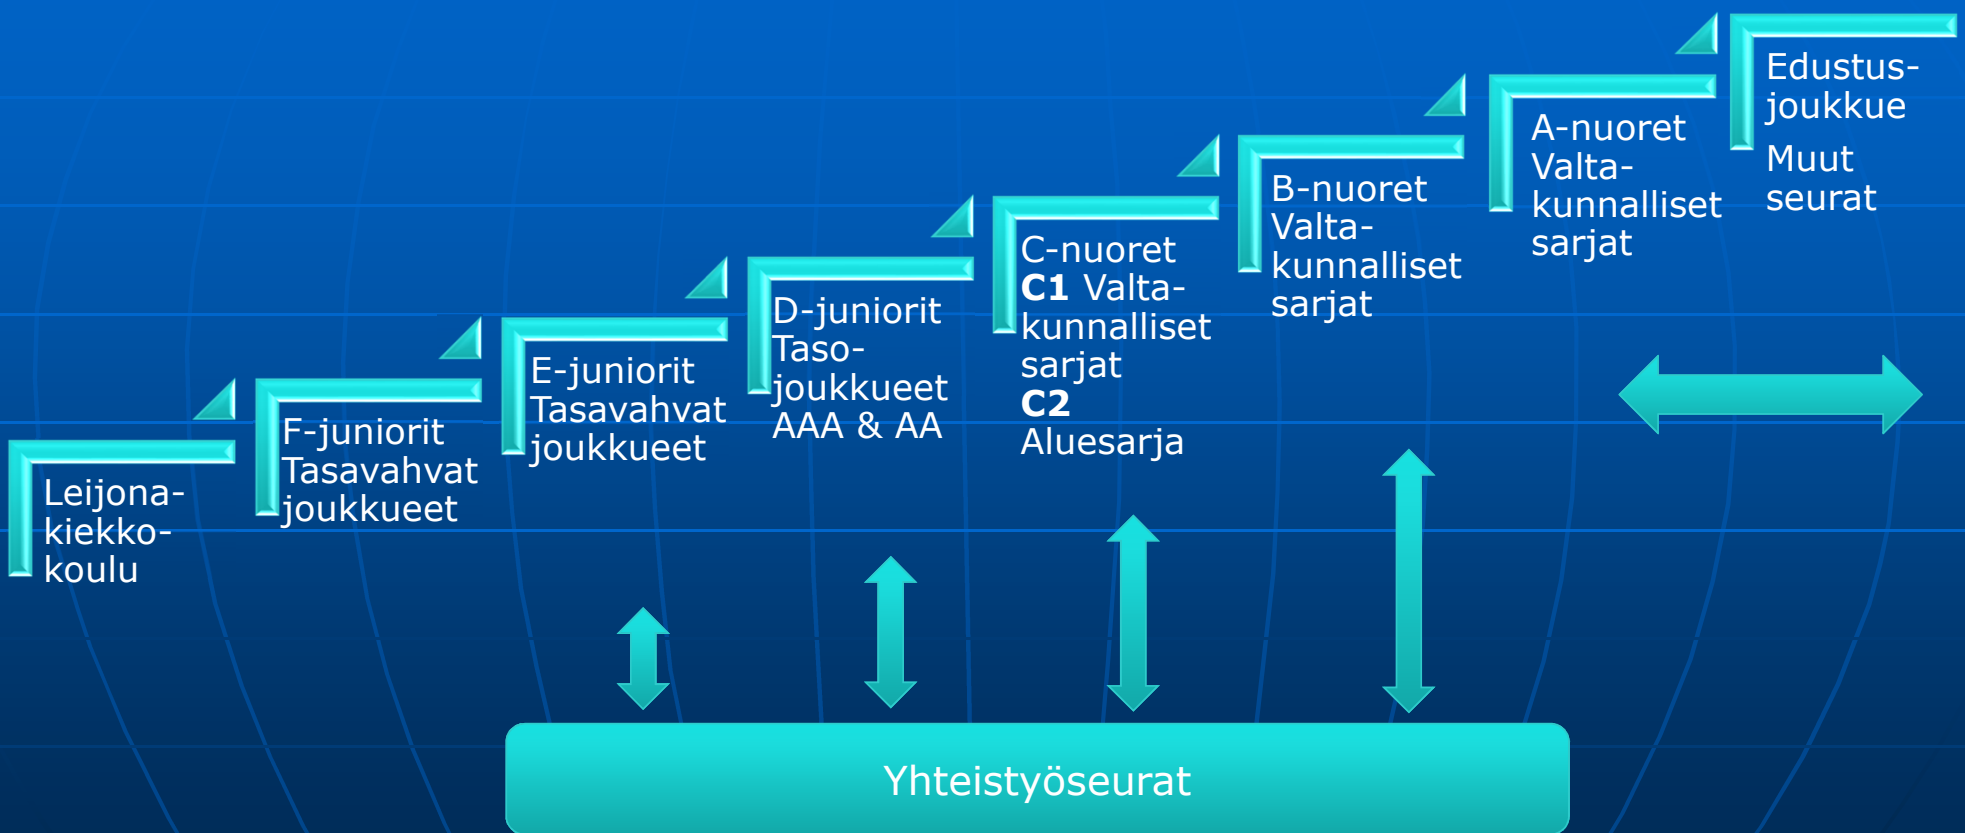 Leijona-
kiekko-
koulu
F-juniorit
Tasavahvat
joukkueet
E-juniorit
Tasavahvat
joukkueet
D-juniorit
Taso-
joukkueet
AAA & AA
C-nuoret
C1 Valta-
kunnalliset
sarjat
C2
Aluesarja
B-nuoret
Valta-
kunnalliset
sarjat
A-nuoret
Valta-
kunnalliset
sarjat
Edustus-
joukkue
Muut
seurat
Yhteistyöseurat